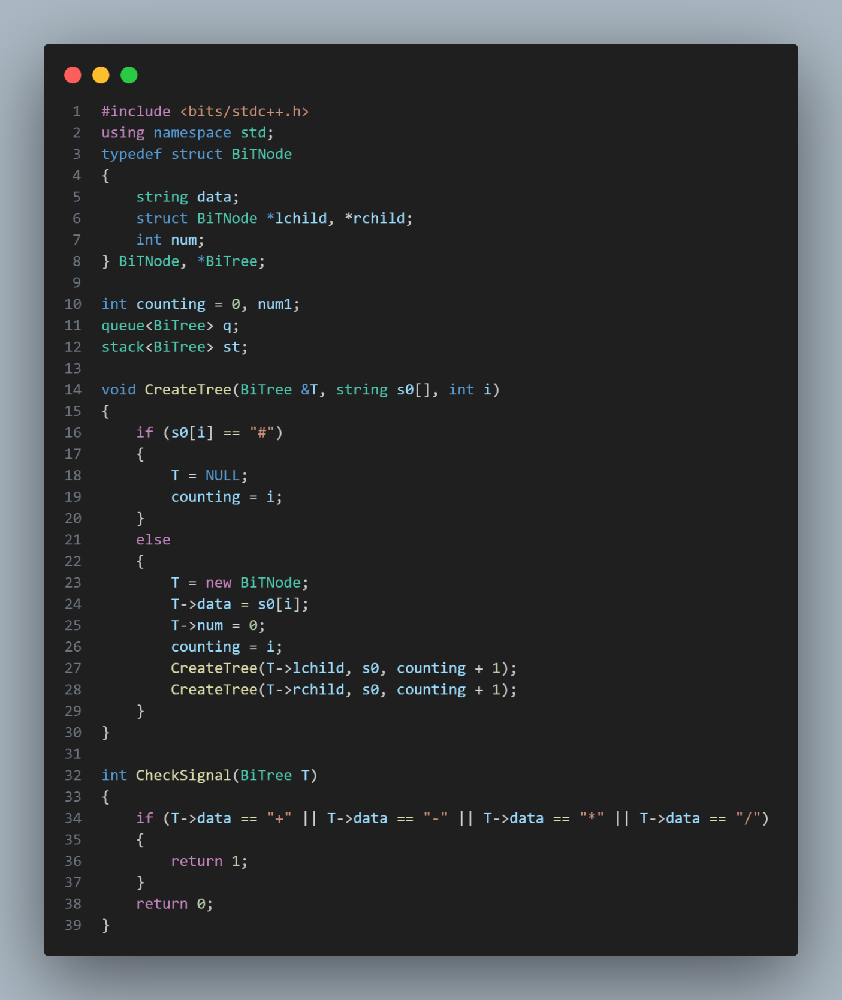 1 #include <bits/stdc++.h>
2 using namespace std;
3 typedef struct BiTNode
4 {
5     string data;
6     struct BiTNode *lchild, *rchild;
7     int num;
8 } BiTNode, *BiTree;
9
10 int counting = 0, num1;
11 queue<BiTree> q;
12 stack<BiTree> st;
13
14 void CreateTree(BiTree &T, string s0[], int i)
15 {
16     if (s0[i] == "#")
17     {
18         T = NULL;
19         counting = i;
20     }
21     else
22     {
23         T = new BiTNode;
24         T->data = s0[i];
25         T->num = 0;
26         counting = i;
27         CreateTree(T->lchild, s0, counting + 1);
28         CreateTree(T->rchild, s0, counting + 1);
29     }
30 }
31
32 int CheckSignal(BiTree T)
33 {
34     if (T->data == "+" || T->data == "-" || T->data == "*" || T->data == "/")
35     {
36         return 1;
37     }
38     return 0;
39 }